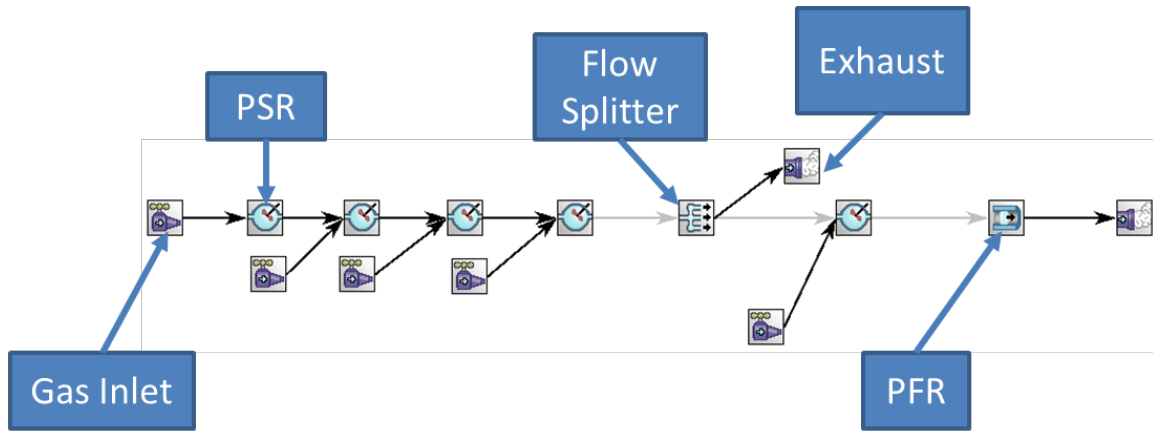 Flow
Splitter
Exhaust
PSR
Gas Inlet
PFR